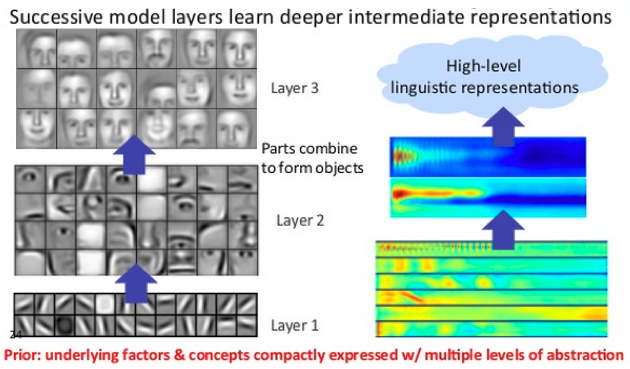 Successive model layers learn deeper intermediate representations
Layer 3
High-level
linguistic representations
Parts combine
to form objects
Layer 2
Layer 1
24
Prior: underlying factors & concepts compactly expressed w/ multiple levels of abstraction